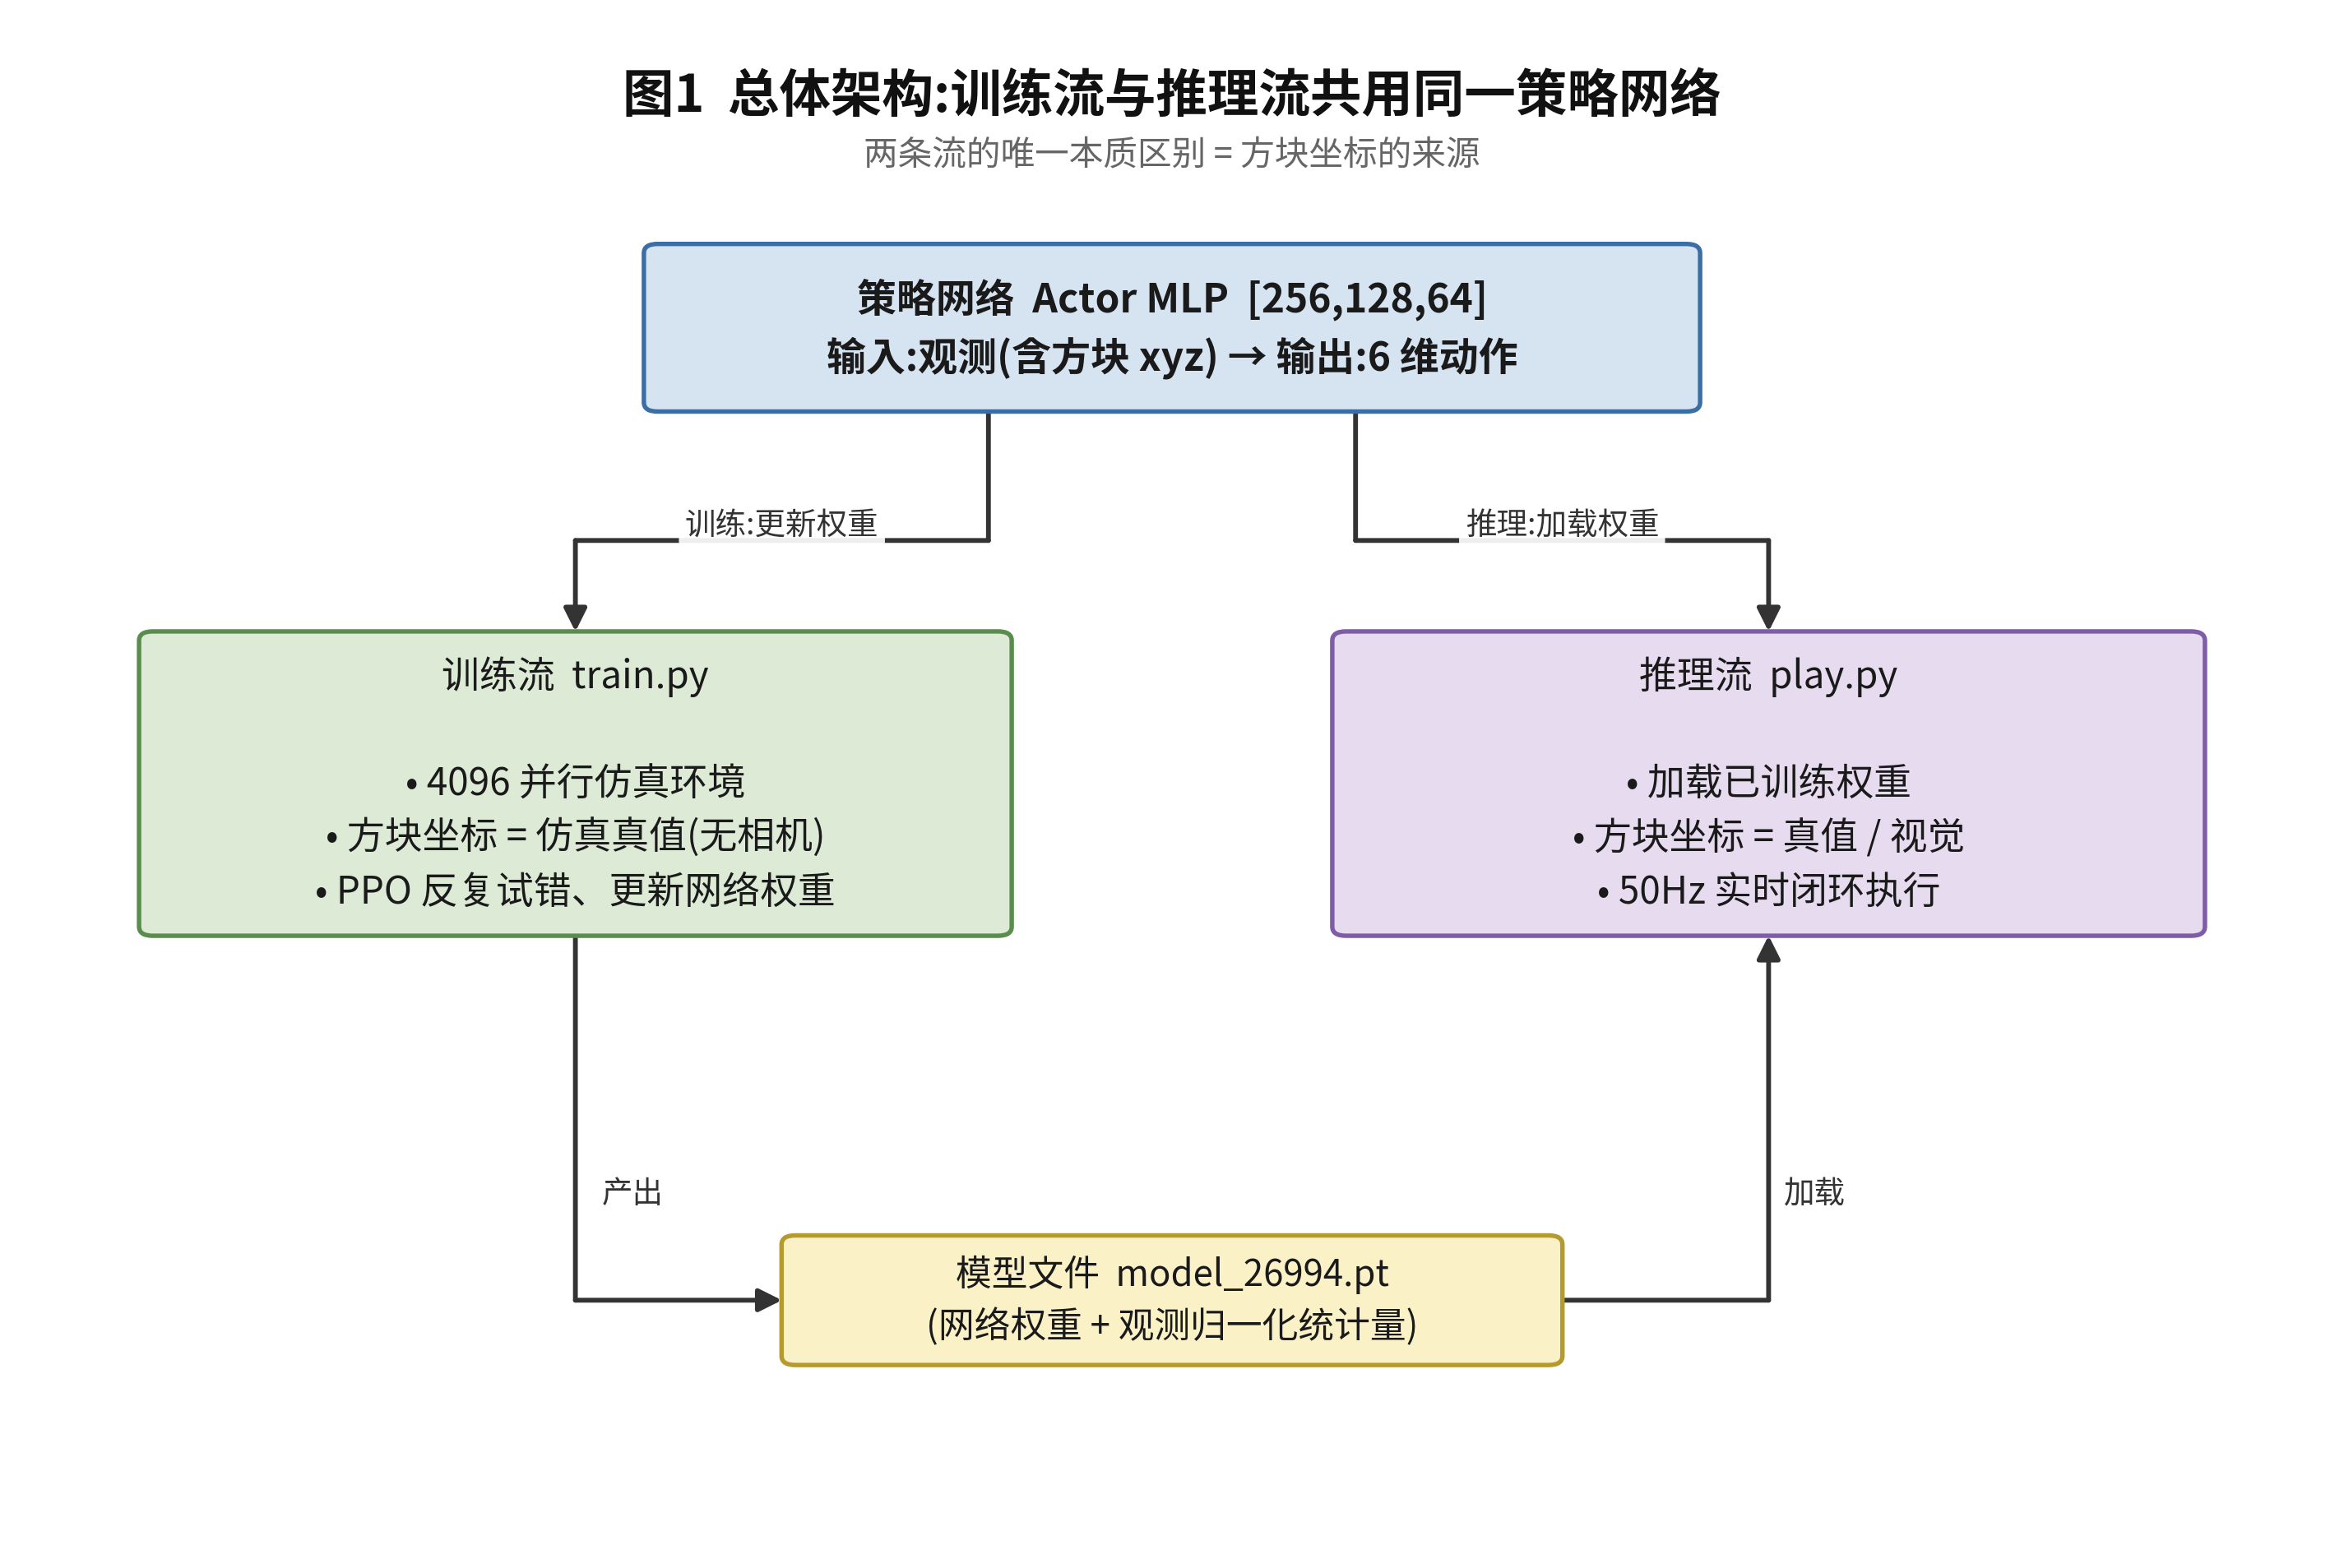 图1 总体架构:训练流与推理流共用同一策略网络
两条流的唯一本质区别 = 方块坐标的来源
策略网络 Actor MLP [256,128,64]
输入:观测(含方块 xyz) → 输出:6 维动作
训练:更新权重
推理:加载权重
训练流 train.py
• 4096 并行仿真环境
• 方块坐标 = 仿真真值(无相机)
• PPO 反复试错、更新网络权重
推理流 play.py
• 加载已训练权重
• 方块坐标 = 真值 / 视觉
• 50Hz 实时闭环执行
产出
加载
模型文件 model_26994.pt
(网络权重 + 观测归一化统计量)